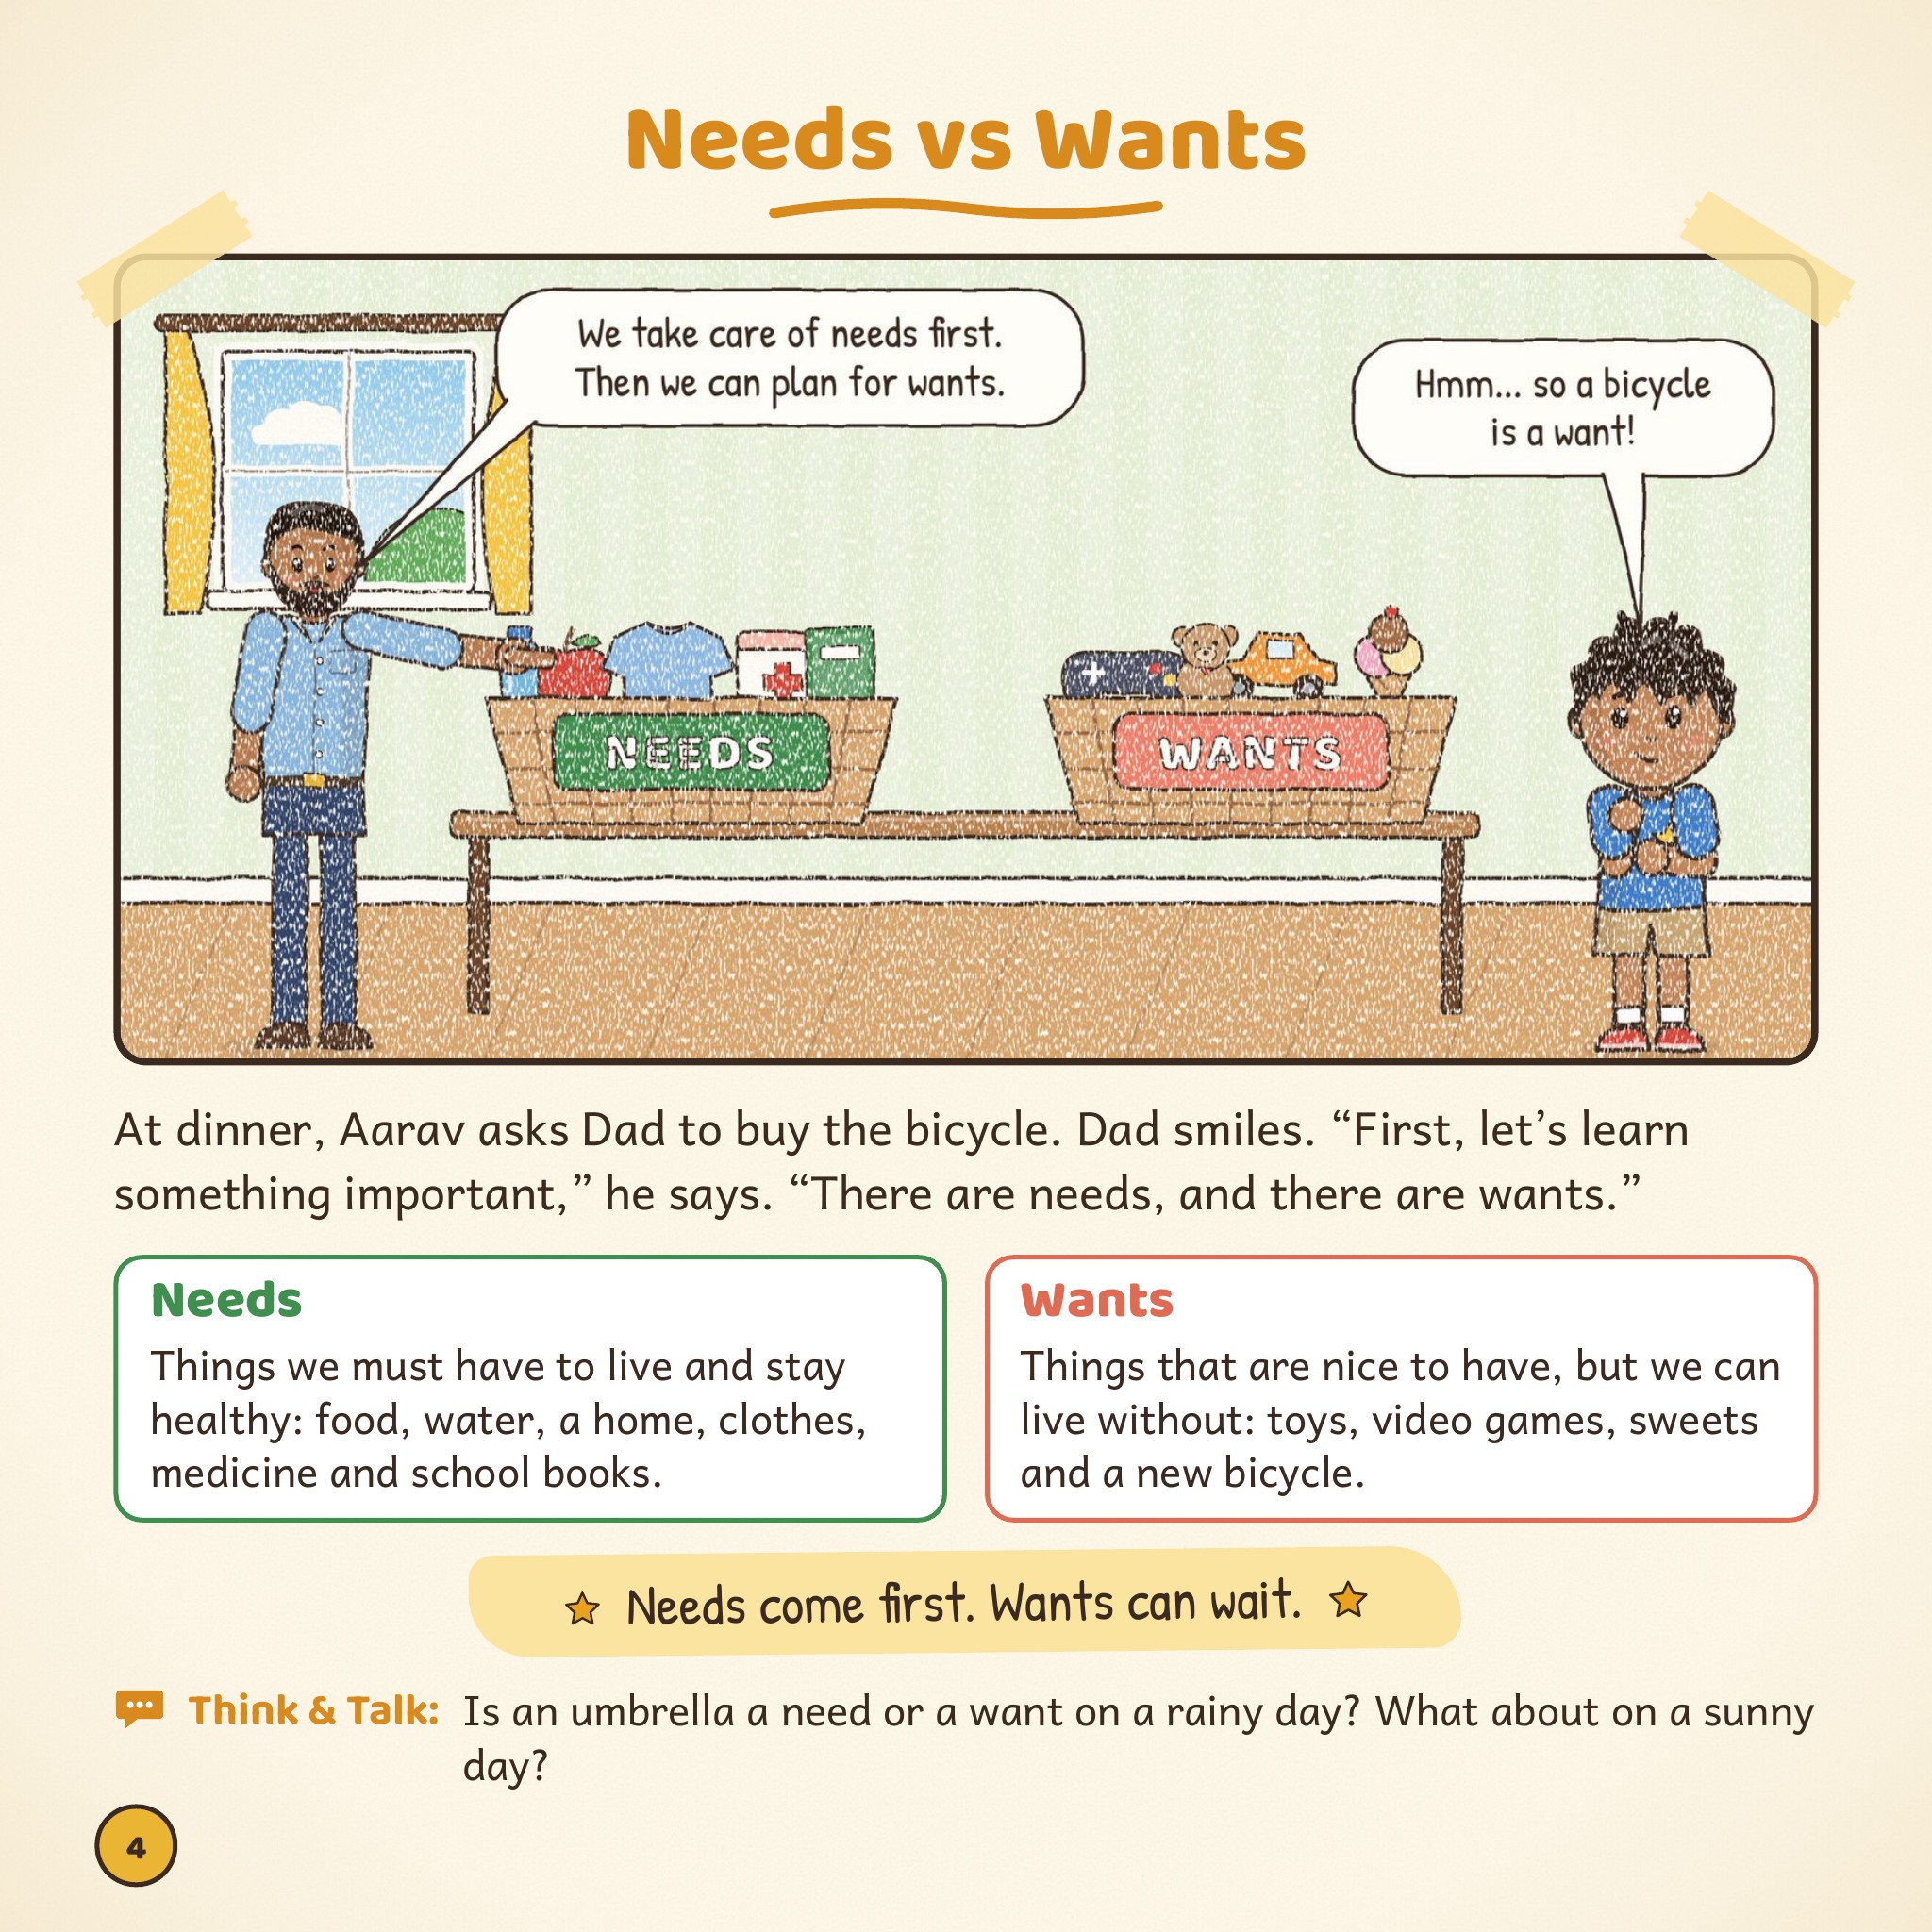 Needs vs Wants
We take care of needs first.
Then we can plan for wants.
Hmm... so a bicycle
is a want!
NEEDS
WANTS
At dinner, Aarav asks Dad to buy the bicycle. Dad smiles. “First, let’s learn
something important,” he says. “There are needs, and there are wants.”
Needs
Things we must have to live and stay
healthy: food, water, a home, clothes,
medicine and school books.
Wants
Things that are nice to have, but we can
live without: toys, video games, sweets
and a new bicycle.
Needs come first. Wants can wait.
Think & Talk: Is an umbrella a need or a want on a rainy day? What about on a sunny
day?
4